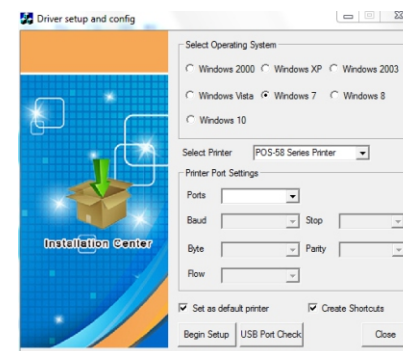 Driver setup and config
Select Operating System
Windows 2000 Windows XP Windows 2003
Windows Vista Windows 7 Windows 8
Windows 10
Select Printer POS-58 Series Printer
Printer Port Settings
Ports
Baud Stop
Byte Parity
Flow
Installation Center
Set as default printer Create Shortcuts
Begin Setup USB Port Check Close